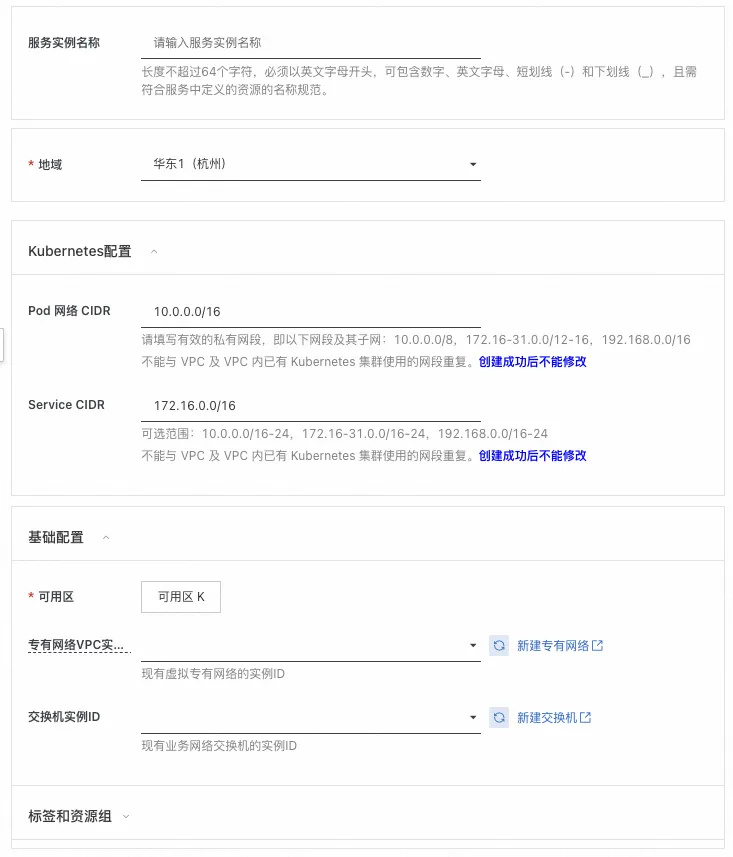 服务实例名称
请输入服务实例名称
长度不超过64个字符，必须以英文字母开头，可包含数字、英文字母、短划线（-）和下划线（_），且需
符合服务中定义的资源的名称规范。
* 地域
华东1（杭州）
Kubernetes配置
Pod 网络 CIDR
10.0.0.0/16
请填写有效的私有网段，即以下网段及其子网：10.0.0.0/8，172.16-31.0.0/12-16，192.168.0.0/16
不能与 VPC 及 VPC 内已有 Kubernetes 集群使用的网段重复。创建成功后不能修改
Service CIDR
172.16.0.0/16
可选范围：10.0.0.0/16-24，172.16-31.0.0/16-24，192.168.0.0/16-24
不能与 VPC 及 VPC 内已有 Kubernetes 集群使用的网段重复。创建成功后不能修改
基础配置
* 可用区
可用区 K
专有网络VPC实...
新建专有网络
现有虚拟专有网络的实例ID
交换机实例ID
新建交换机
现有业务网络交换机的实例ID
标签和资源组